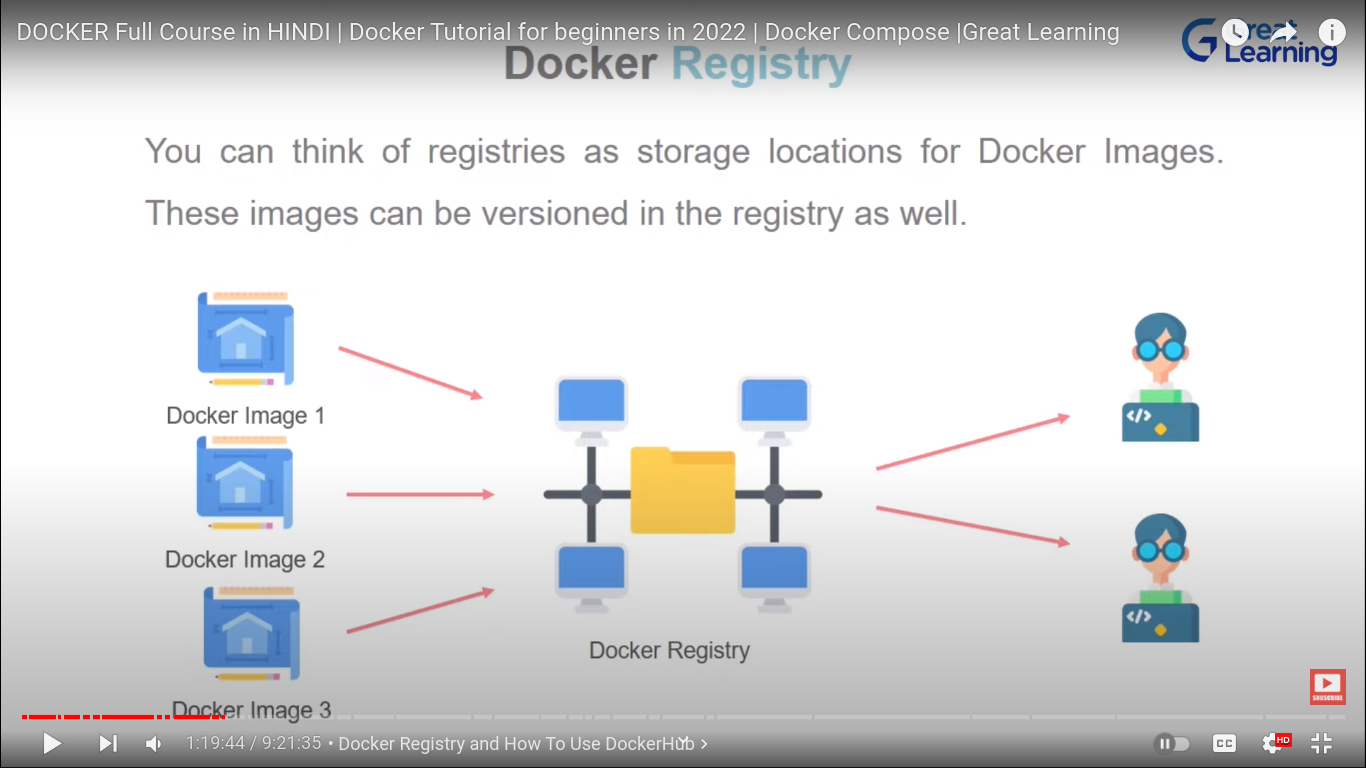 DOCKER Full Course in HINDI | Docker Tutorial for beginners in 2022 | Docker Compose |Great Learning
Great
Learning
Docker Registry
You can think of registries as storage locations for Docker Images.
These images can be versioned in the registry as well.
Docker Image 1
</>
Docker Image 2
</>
Docker Registry
SUBSCRIBE
Docker Image 3
1:19:44 / 9:21:35 • Docker Registry and How To Use DockerHub
CC
HD